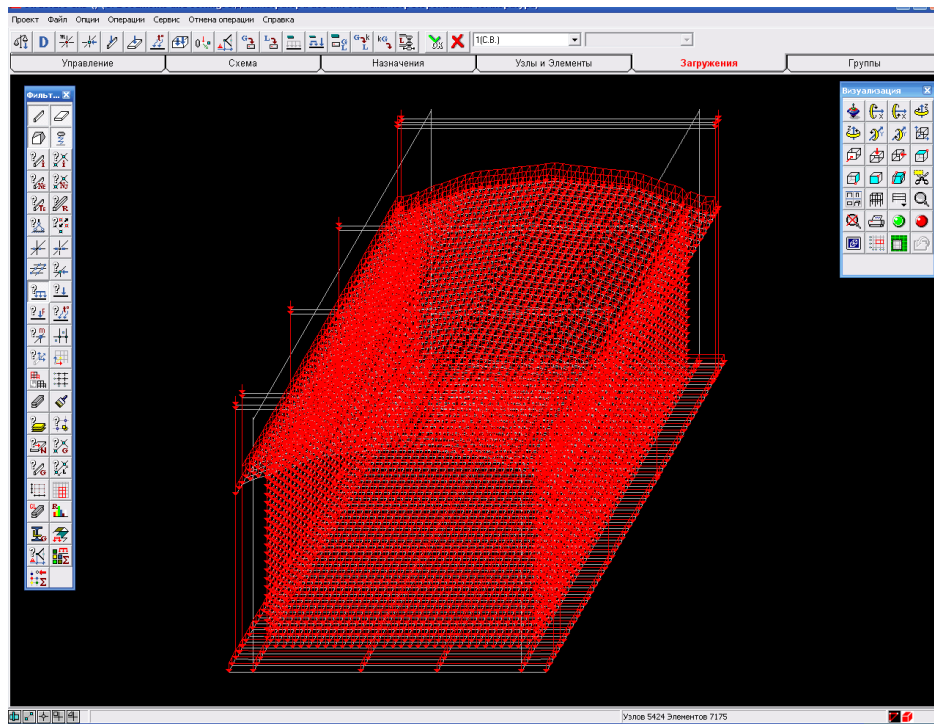 Проект Файл Опции Операции Сервис Отмена операции Справка
1(С.В.)
Управление Схема Назначения Узлы и Элементы Загружения Группы
Фильт...
Визуализация
Узлов 5424 Элементов 7175